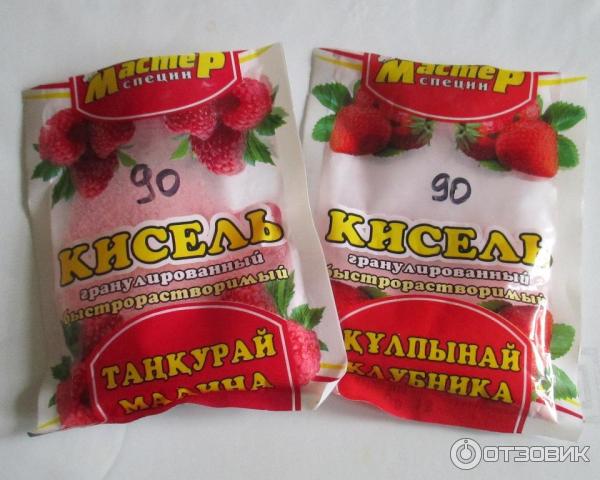 Мастер
специи
90
КИСЕЛЬ
гранулированный
быстрорастворимый
ТАҢҚУРАЙ
МАЛИНА
Мастер
специи
90
КИСЕЛЬ
гранулированный
быстрорастворимый
ҚҰЛПЫНАЙ
КЛУБНИКА
ОТЗОВИК